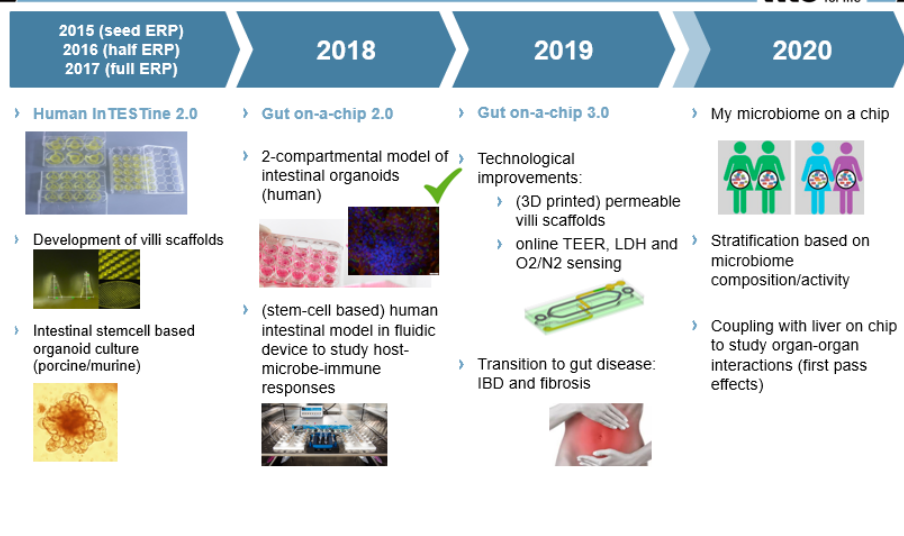 for life
2015 (seed ERP)
2016 (half ERP)
2017 (full ERP)
2018
2019
2020
Human InTESTine 2.0
Development of villi scaffolds
Intestinal stemcell based
organoid culture
(porcine/murine)
Gut on-a-chip 2.0
2-compartmental model of
intestinal organoids
(human)
(stem-cell based) human
intestinal model in fluidic
device to study host-
microbe-immune
responses
Gut on-a-chip 3.0
Technological
improvements:
(3D printed) permeable
villi scaffolds
online TEER, LDH and
O2/N2 sensing
Transition to gut disease:
IBD and fibrosis
My microbiome on a chip
Stratification based on
microbiome
composition/activity
Coupling with liver on chip
to study organ-organ
interactions (first pass
effects)